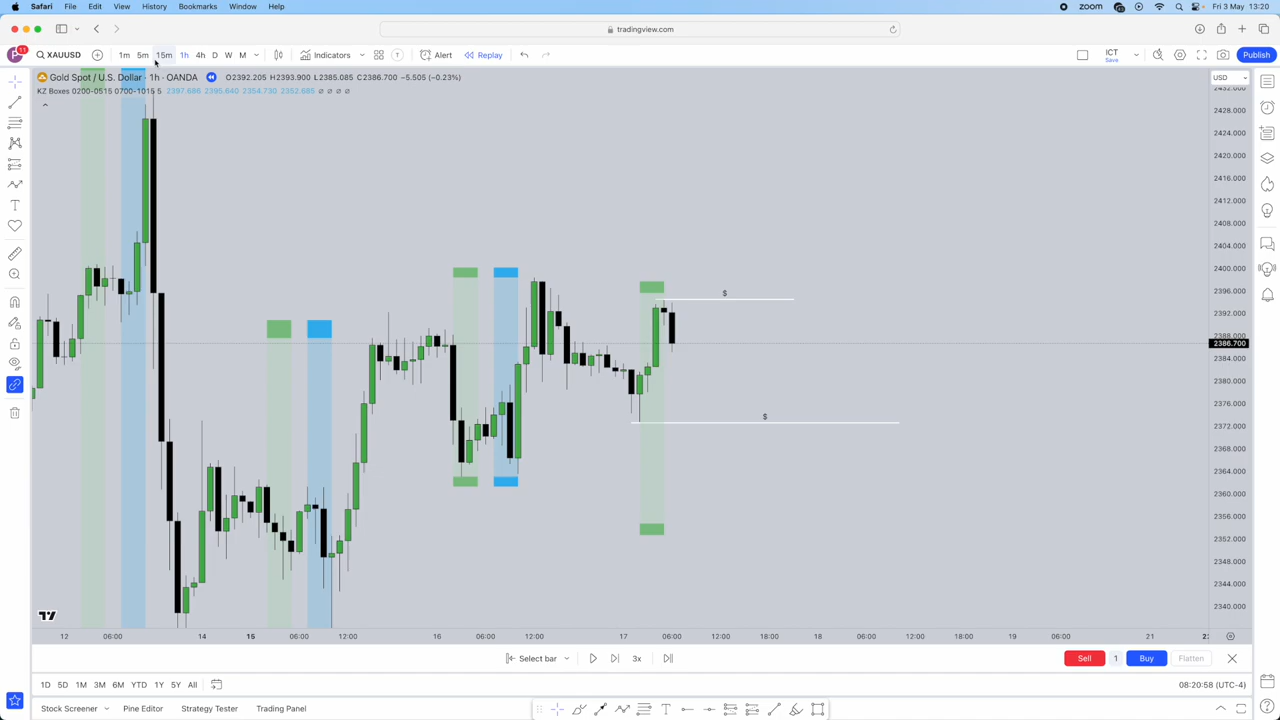 Safari File Edit View History Bookmarks Window Help zoom Fri 3 May 13:20
tradingview.com
P 11 XAUUSD 1m 5m 15m 1h 4h D W M Indicators Alert Replay ICT Save Publish
Gold Spot / U.S. Dollar · 1h · OANDA O2392.205 H2393.900 L2385.085 C2386.700 −5.505 (−0.23%)
KZ Boxes 0200-0515 0700-1015 5 2397.686 2395.640 2354.730 2352.685 ∅ ∅ ∅ ∅
USD
2432.000
2428.000
2424.000
2420.000
2416.000
2412.000
2408.000
2404.000
2400.000
2396.000
2392.000
2388.000
2386.700
2384.000
2380.000
2376.000
2372.000
2368.000
2364.000
2360.000
2356.000
2352.000
2348.000
2344.000
2340.000
$
$
12 06:00 14 15 06:00 12:00 16 06:00 12:00 17 06:00 12:00 18:00 18 06:00 12:00 18:00 19 06:00 21
Select bar 3x Sell 1 Buy Flatten
1D 5D 1M 3M 6M YTD 1Y 5Y All 08:20:58 (UTC-4)
Stock Screener Pine Editor Strategy Tester Trading Panel